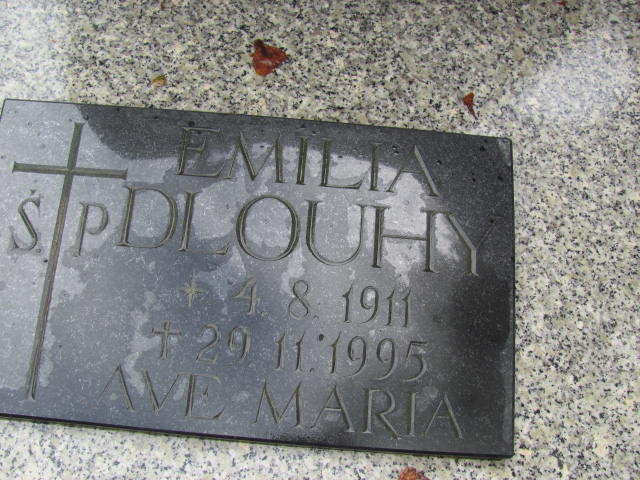 EMILIA
Ś. P DLOUHY
* 4. 8. 1911
† 29. 11. 1995
AVE MARIA